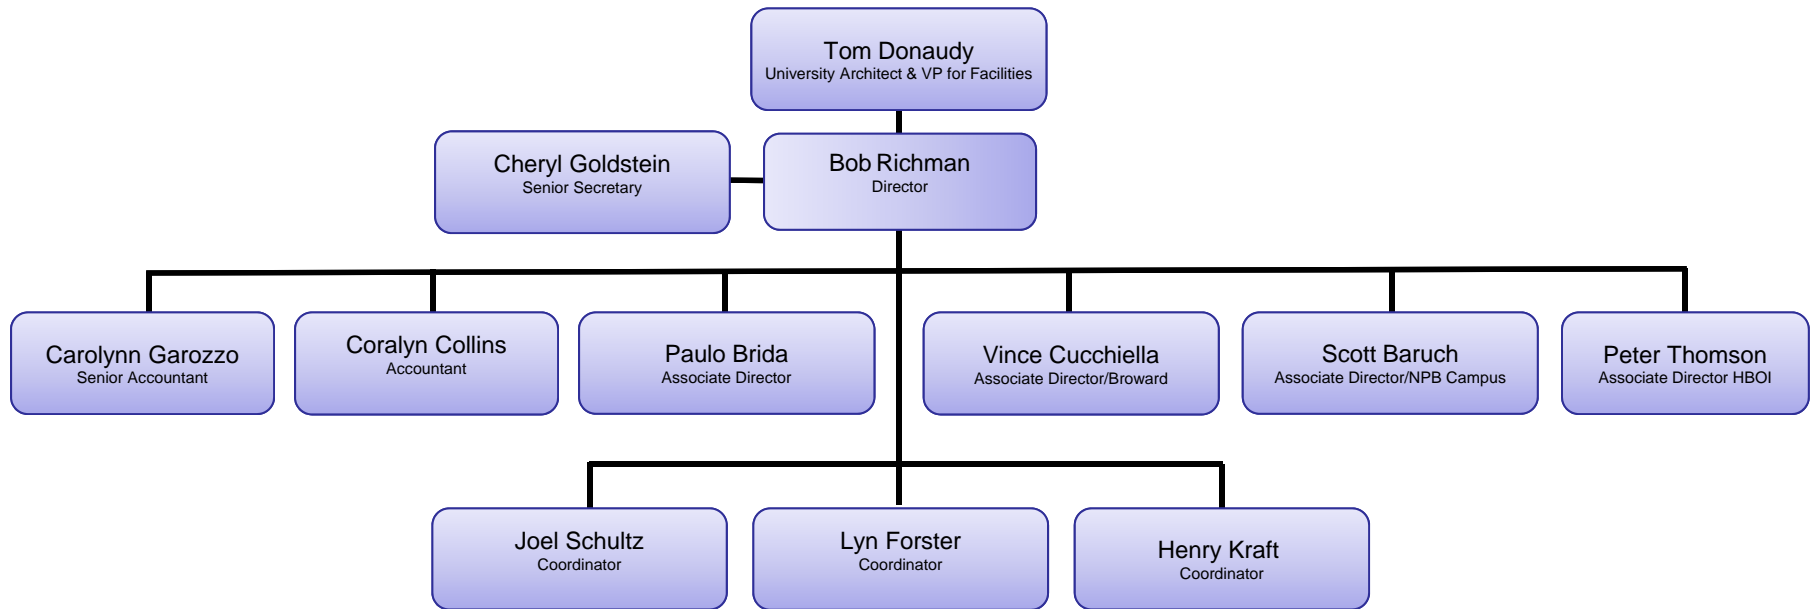 Tom Donaudy
University Architect & VP for Facilities
Cheryl Goldstein
Senior Secretary
Bob Richman
Director
Carolynn Garozzo
Senior Accountant
Coralyn Collins
Accountant
Paulo Brida
Associate Director
Vince Cucchiella
Associate Director/Broward
Scott Baruch
Associate Director/NPB Campus
Peter Thomson
Associate Director HBOI
Joel Schultz
Coordinator
Lyn Forster
Coordinator
Henry Kraft
Coordinator